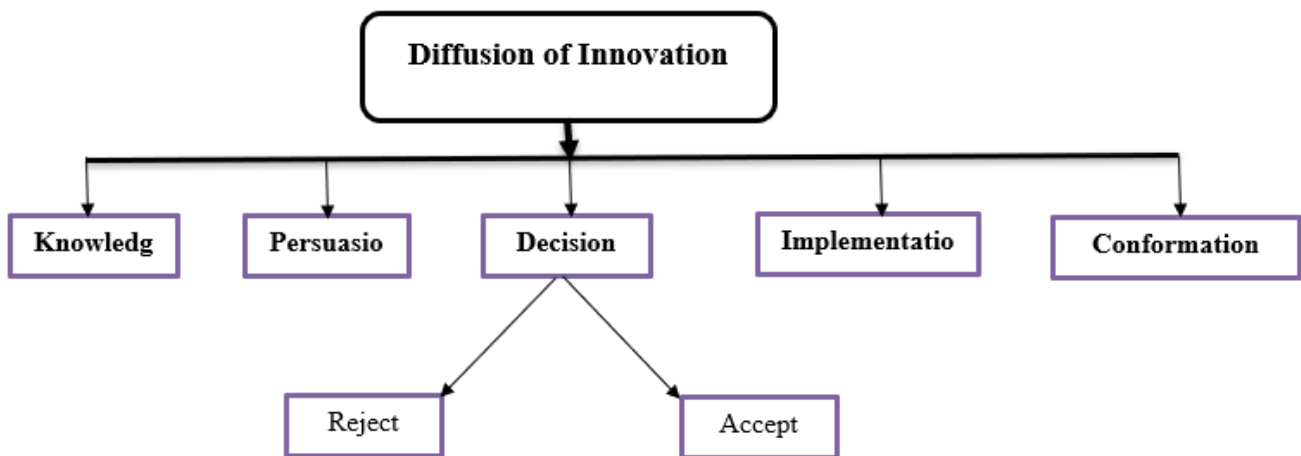 Diffusion of Innovation
Knowledg
Persuasio
Decision
Implementatio
Conformation
Reject
Accept